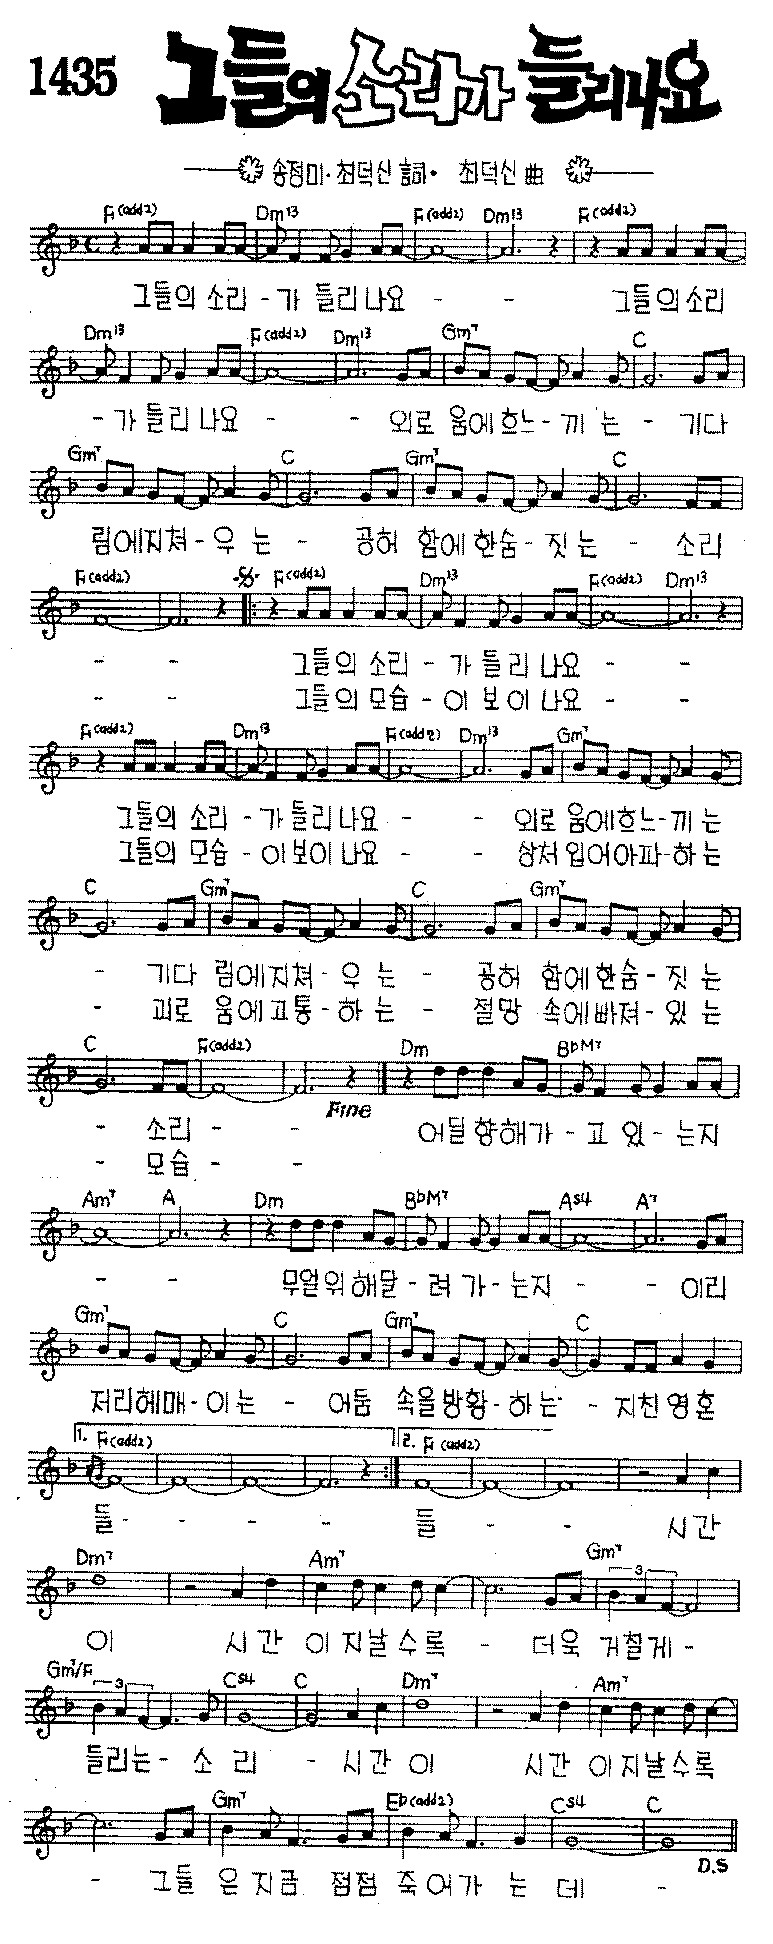 1435 그들의 소리가 들리나요
송정미·최덕신 詞· 최덕신 曲
F(add2) Dm13 F(add2) Dm13 F(add2)
그들의 소리 - 가 들리나요 - - 그들의 소리
Dm13 F(add2) Dm13 Gm7 C
- 가 들리나요 - - 외로 움에흐느-끼 는 - 기다
Gm7 C Gm7 C
림에지쳐-우 는 - 공허 함에한숨-짓는 - 소리
F(add2) F(add2) Dm13 F(add2) Dm13
- - 그들의 소리 - 가 들리 나요 - -
- - 그들의 모습 - 이 보이나요 - -
F(add2) Dm13 F(add2) Dm13 Gm7
그들의 소리 - 가 들리나요 - - 외로 움에흐느-끼는
그들의 모습 - 이보이나요 - - 상처 입어아파-하는
C Gm7 C Gm7
- 기다 림에지쳐-우 는 - 공허 함에한숨-짓는
- 괴로 움에고통-하는 - 절망 속에빠져-있는
C F(add2) Dm B♭M7
Fine
- 소리 - - 어딜향해가-고 있-는지
- 모습 - -
Am7 A Dm B♭M7 A$4 A7
- - 무얼위해달-려 가-는지 - - 이리
Gm7 C Gm7 C
저리헤매-이는 - 어둠 속을방황-하는 - 지친영혼
1. F(add2) 2. F(add2)
들 - - - 들 - - 시간
Dm7 Am7 Gm7
3
이 시간 이지날수록 - 더욱 거칠게-
Gm7/F C$4 C Dm7 Am7
3
들리는- 소 리 - 시간이 시간 이지날수록
Gm7 E♭(add2) C$4 C
D.S
- 그들 은지금 점점 죽어가 는 데 -